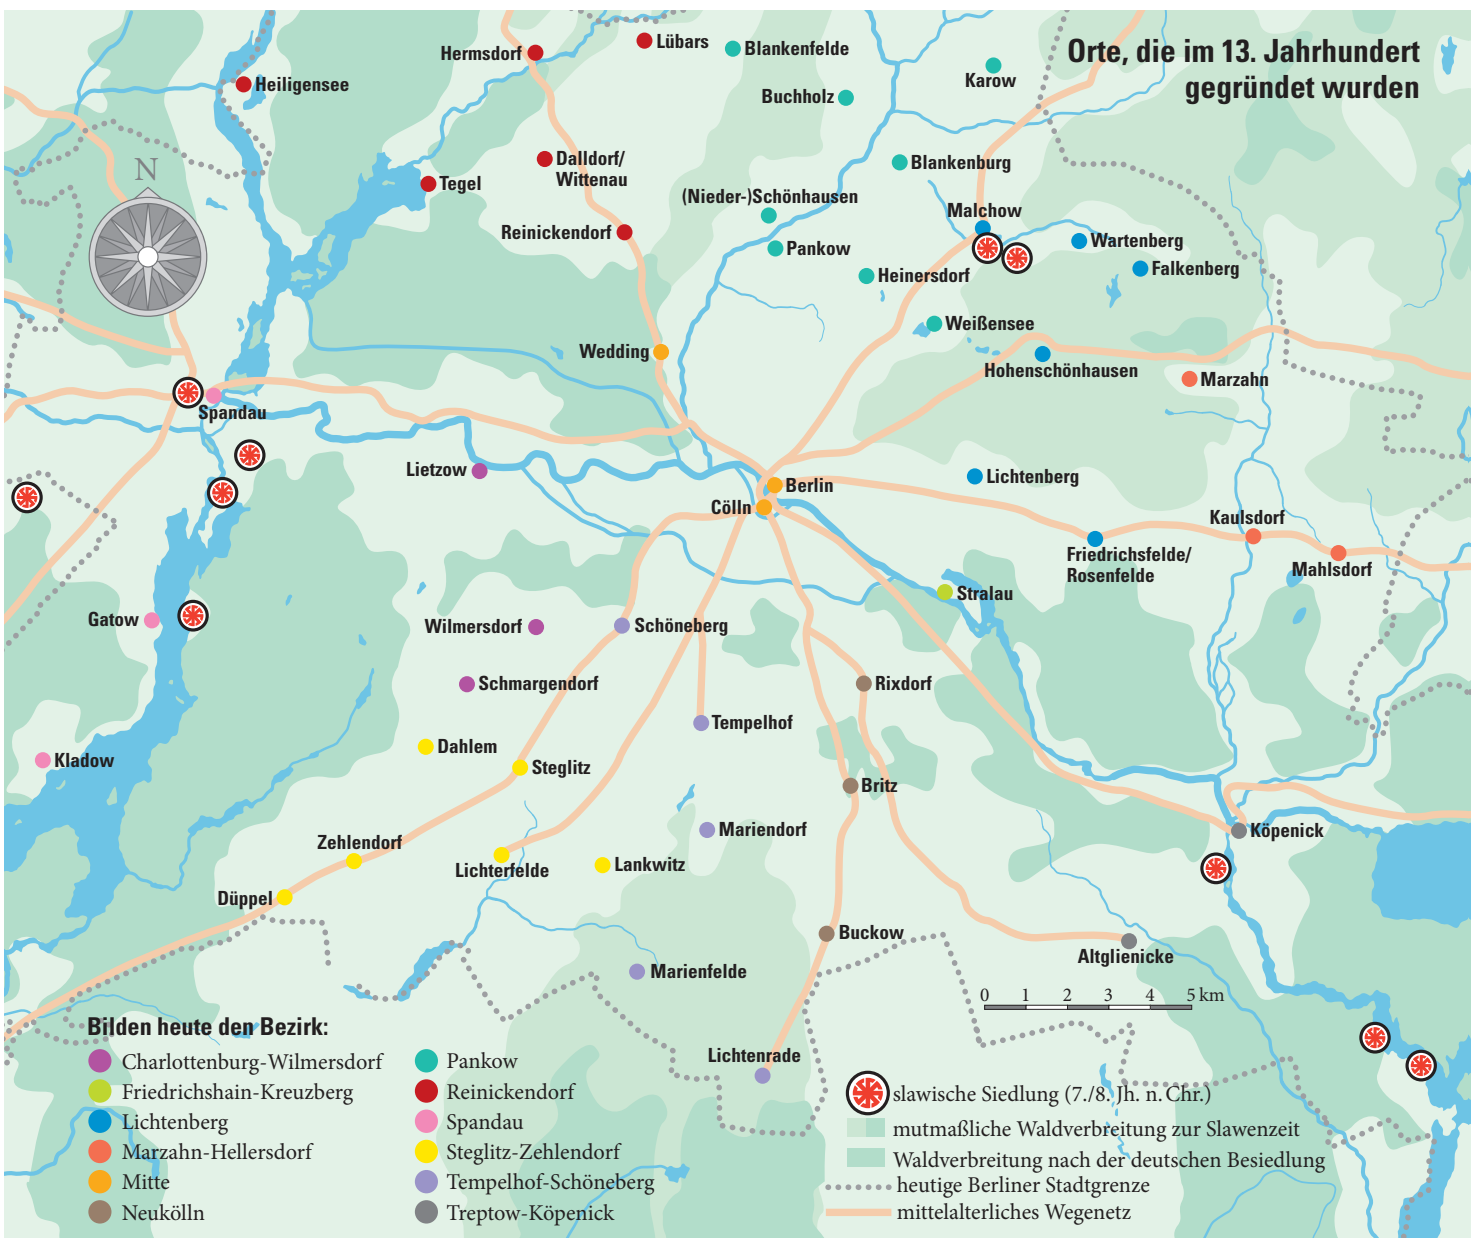 Orte, die im 13. Jahrhundert
gegründet wurden
Hermsdorf
Lübars
Blankenfelde
Karow
Heiligensee
Buchholz
N
Dalldorf/
Wittenau
Blankenburg
Tegel
(Nieder-)Schönhausen
Malchow
Reinickendorf
Pankow
Wartenberg
Falkenberg
Heinersdorf
Weißensee
Wedding
Hohenschönhausen
Marzahn
Spandau
Lietzow
Lichtenberg
Berlin
Cölln
Kaulsdorf
Friedrichsfelde/
Rosenfelde
Mahlsdorf
Stralau
Gatow
Wilmersdorf
Schöneberg
Schmargendorf
Rixdorf
Tempelhof
Dahlem
Steglitz
Kladow
Britz
Mariendorf
Köpenick
Zehlendorf
Lichterfelde
Lankwitz
Düppel
Buckow
Altglienicke
Marienfelde
0 1 2 3 4 5 km
Lichtenrade
Bilden heute den Bezirk:
Charlottenburg-Wilmersdorf
Friedrichshain-Kreuzberg
Lichtenberg
Marzahn-Hellersdorf
Mitte
Neukölln
Pankow
Reinickendorf
Spandau
Steglitz-Zehlendorf
Tempelhof-Schöneberg
Treptow-Köpenick
slawische Siedlung (7./8. Jh. n. Chr.)
mutmaßliche Waldverbreitung zur Slawenzeit
Waldverbreitung nach der deutschen Besiedlung
heutige Berliner Stadtgrenze
mittelalterliches Wegenetz